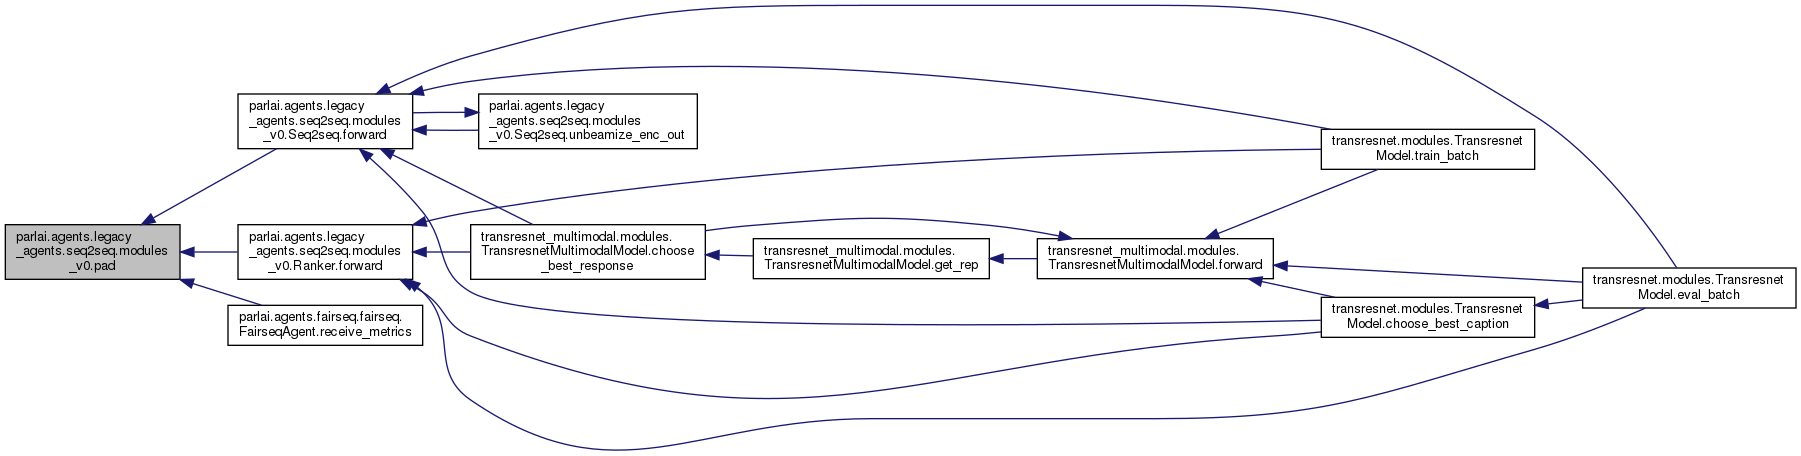 parlai.agents.legacy
_agents.seq2seq.modules
_v0.pad
parlai.agents.legacy
_agents.seq2seq.modules
_v0.Seq2seq.forward
parlai.agents.legacy
_agents.seq2seq.modules
_v0.Seq2seq.unbeamize_enc_out
parlai.agents.legacy
_agents.seq2seq.modules
_v0.Ranker.forward
parlai.agents.fairseq.fairseq.
FairseqAgent.receive_metrics
transresnet_multimodal.modules.
TransresnetMultimodalModel.choose
_best_response
transresnet_multimodal.modules.
TransresnetMultimodalModel.get_rep
transresnet_multimodal.modules.
TransresnetMultimodalModel.forward
transresnet.modules.Transresnet
Model.train_batch
transresnet.modules.Transresnet
Model.choose_best_caption
transresnet.modules.Transresnet
Model.eval_batch